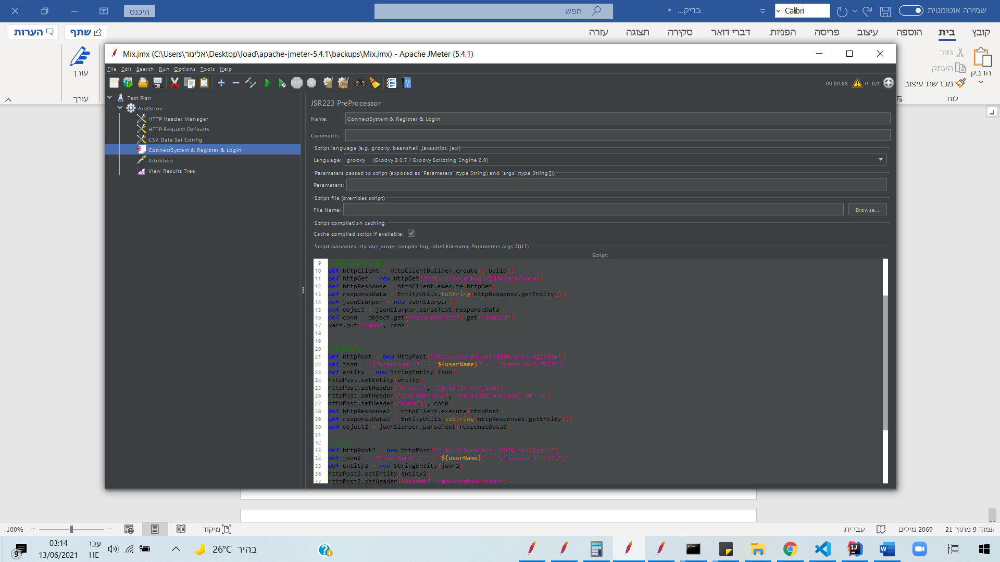 היכנס
חפש
בדיק...
Calibri
שמירה אוטומטית
קובץ
בית
הוספה
עיצוב
פריסה
הפניות
דברי דואר
סקירה
תצוגה
עזרה
שתף
הערות
הדבק
גזור
העתק
מברשת עיצוב
לוח
עורך
עורך
Mix.jmx (C:\Users\אלינור\Desktop\load\apache-jmeter-5.4.1\backups\Mix.jmx) - Apache JMeter (5.4.1)
File Edit Search Run Options Tools Help
00:00:08 0 0/1
Test Plan
AddStore
HTTP Header Manager
HTTP Request Defaults
CSV Data Set Config
ConnectSystem & Register & Login
AddStore
View Results Tree
JSR223 PreProcessor
Name: ConnectSystem & Register & Login
Comments:
Script language (e.g. groovy, beanshell, javascript, jexl)
Language: groovy (Groovy 3.0.7 / Groovy Scripting Engine 2.0)
Parameters passed to script (exposed as 'Parameters' (type String) and 'args' (type String[]))
Parameters:
Script file (overrides script)
File Name: Browse...
Script compilation caching
Cache compiled script if available:
Script (variables: ctx vars props sampler log Label Filename Parameters args OUT)
Script:
9
10 def httpClient = HttpClientBuilder.create().build()
11 def httpGet = new HttpGet("http://localhost:8080/api/home")
12 def httpResponse = httpClient.execute(httpGet)
13 def responseData = EntityUtils.toString(httpResponse.getEntity())
14 def jsonSlurper = new JsonSlurper()
15 def object = jsonSlurper.parseText(responseData)
16 def conn = object.get("returnObject").get("connID")
17 vars.put('name', conn)
18
19
20 //Register
21 def httpPost = new HttpPost("http://localhost:8080/api/register")
22 def json = '{"userName":"' + "${userName}" +'","password":"123"}'
23 def entity = new StringEntity(json)
24 httpPost.setEntity(entity)
25 httpPost.setHeader("Accept", "application/json")
26 httpPost.setHeader("Content-type", "application/json; utf-8")
27 httpPost.setHeader("connID", conn)
28 def httpResponse2 = httpClient.execute(httpPost)
29 def responseData2 = EntityUtils.toString(httpResponse2.getEntity())
30 def object2 = jsonSlurper.parseText(responseData2)
31
32 //Login
33 def httpPost2 = new HttpPost("http://localhost:8080/api/login")
34 def json2 = '{"userName":"' + "${userName}" +'","password":"123"}'
35 def entity2 = new StringEntity(json2)
36 httpPost2.setEntity(entity2)
37 httpPost2.setHeader("Accept", "application/json")
עמוד 9 מתוך 21
2069 מילים
עברית
מיקוד
100%
03:14
13/06/2021
עבר
HE
26°C בהיר
9